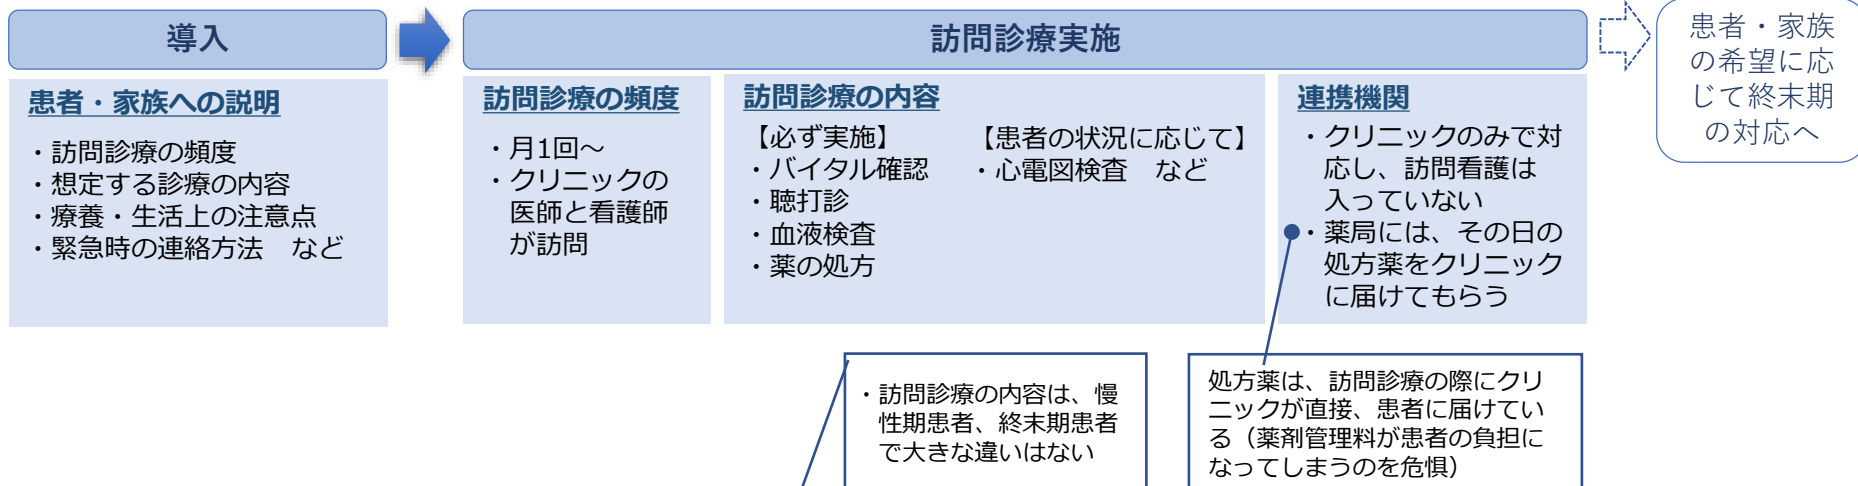 導入
訪問診療実施
患者・家族
の希望に応
じて終末期
の対応へ
患者・家族への説明
・訪問診療の頻度
・想定する診療の内容
・療養・生活上の注意点
・緊急時の連絡方法　など
訪問診療の頻度
・月1回～
・クリニックの
医師と看護師
が訪問
訪問診療の内容
【必ず実施】
・バイタル確認
・聴打診
・血液検査
・薬の処方
【患者の状況に応じて】
・心電図検査　など
連携機関
・クリニックのみで対
応し、訪問看護は
入っていない
・薬局には、その日の
処方薬をクリニック
に届けてもらう
・訪問診療の内容は、慢
性期患者、終末期患者
で大きな違いはない
処方薬は、訪問診療の際にクリ
ニックが直接、患者に届けてい
る（薬剤管理料が患者の負担に
なってしまうのを危惧）